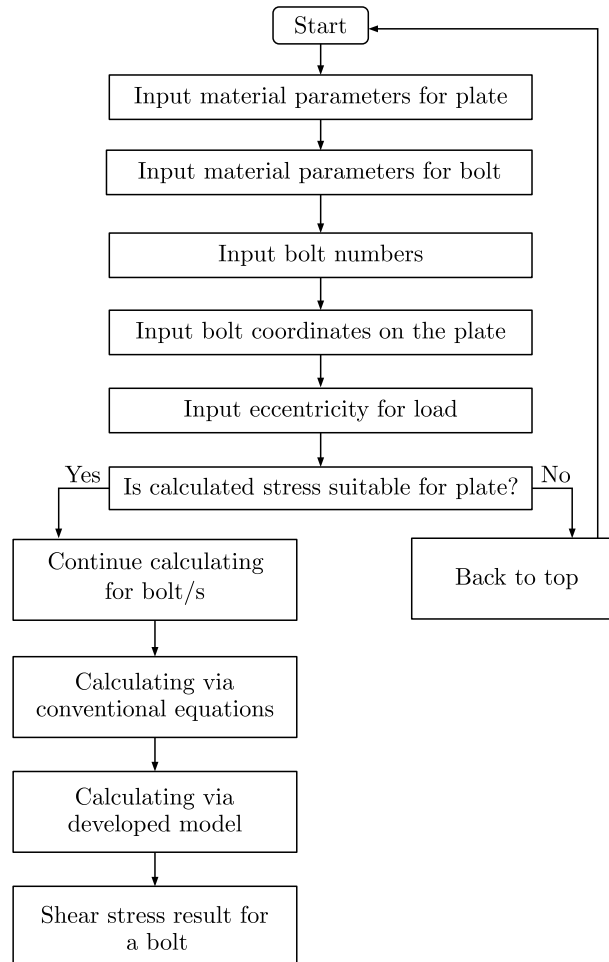 Start
Input material parameters for plate
Input material parameters for bolt
Input bolt numbers
Input bolt coordinates on the plate
Input eccentricity for load
Yes
Is calculated stress suitable for plate?
No
Continue calculating
for bolt/s
Back to top
Calculating via
conventional equations
Calculating via
developed model
Shear stress result for
a bolt